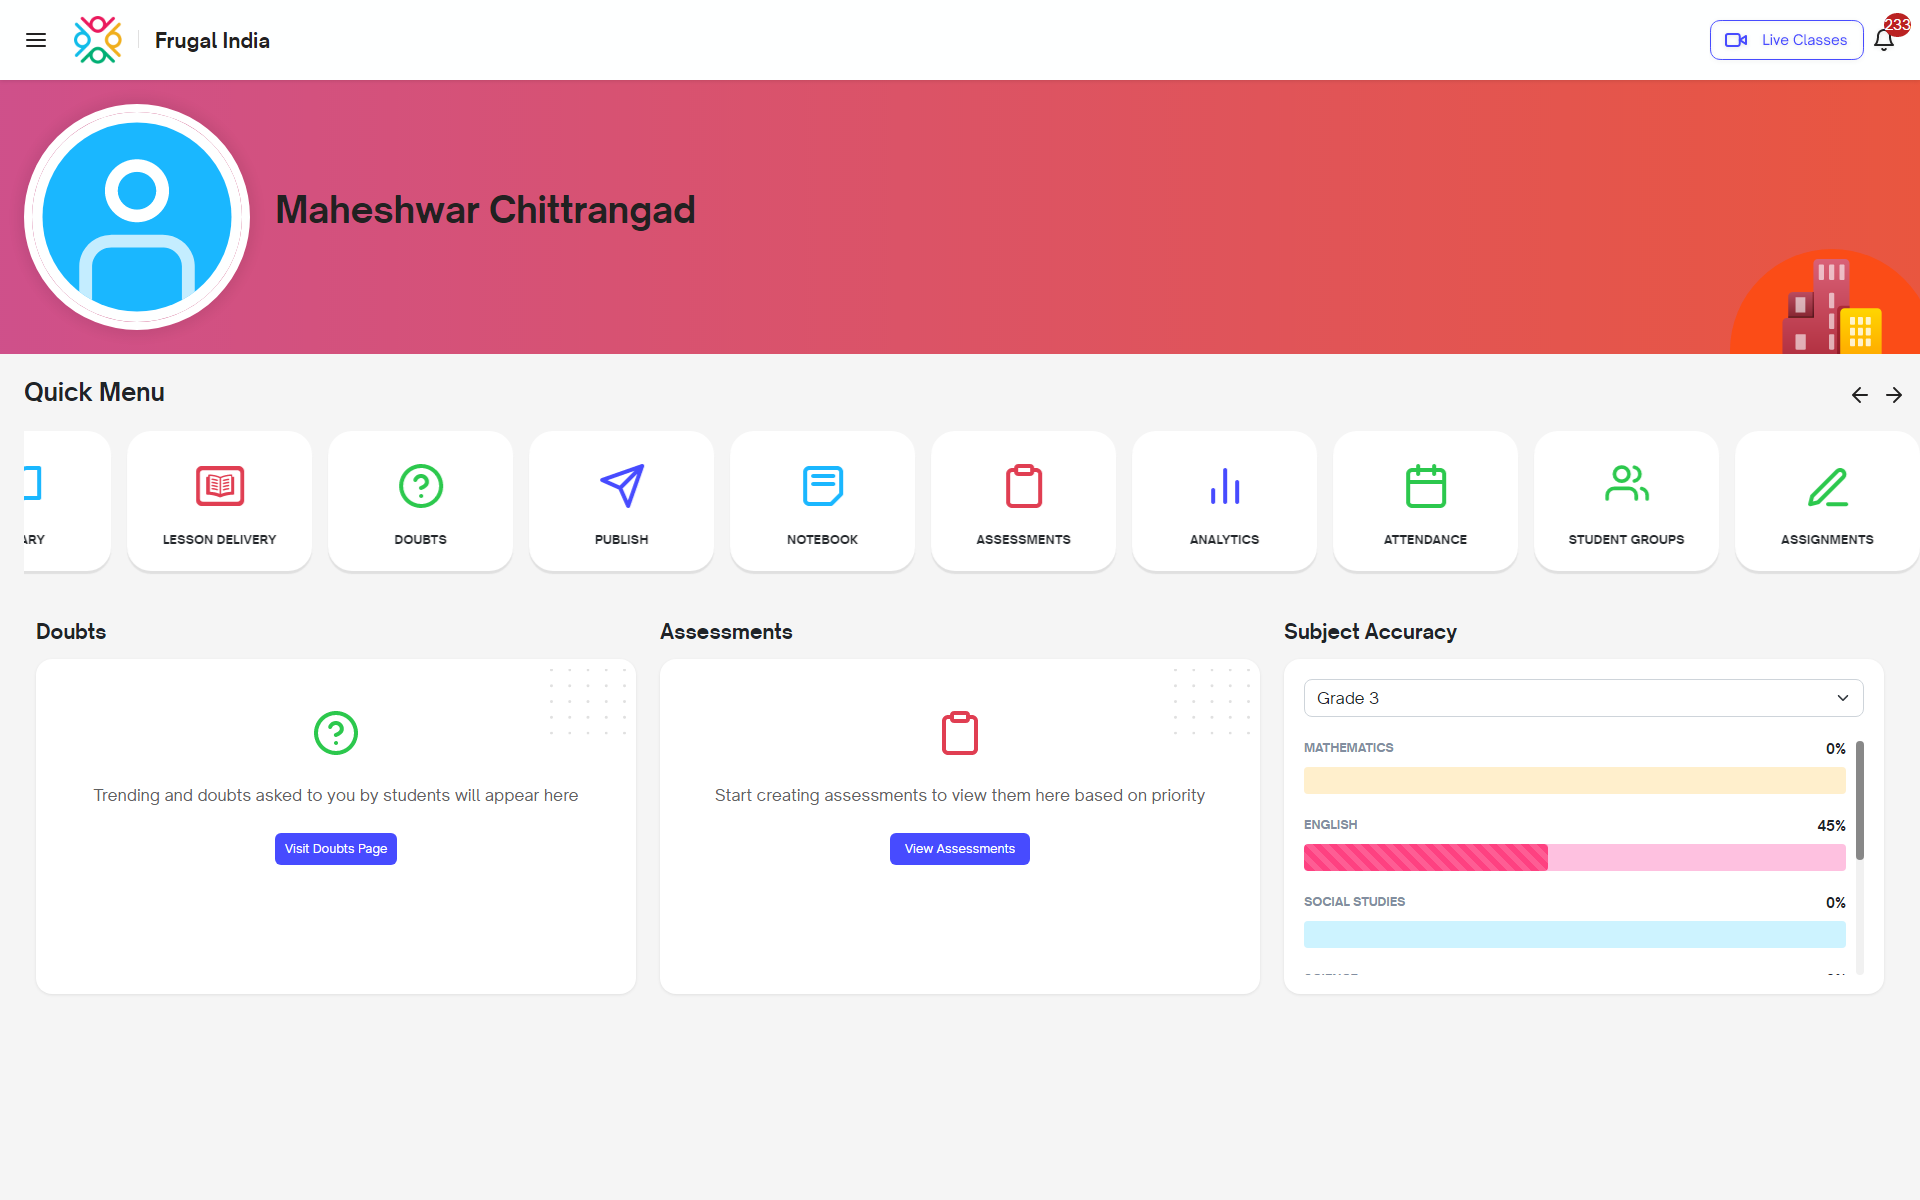 Frugal India
Live Classes
233
Maheshwar Chittrangad
Quick Menu
ARY
LESSON DELIVERY
DOUBTS
PUBLISH
NOTEBOOK
ASSESSMENTS
ANALYTICS
ATTENDANCE
STUDENT GROUPS
ASSIGNMENTS
Doubts
Trending and doubts asked to you by students will appear here
Visit Doubts Page
Assessments
Start creating assessments to view them here based on priority
View Assessments
Subject Accuracy
Grade 3
MATHEMATICS 0%
ENGLISH 45%
SOCIAL STUDIES 0%